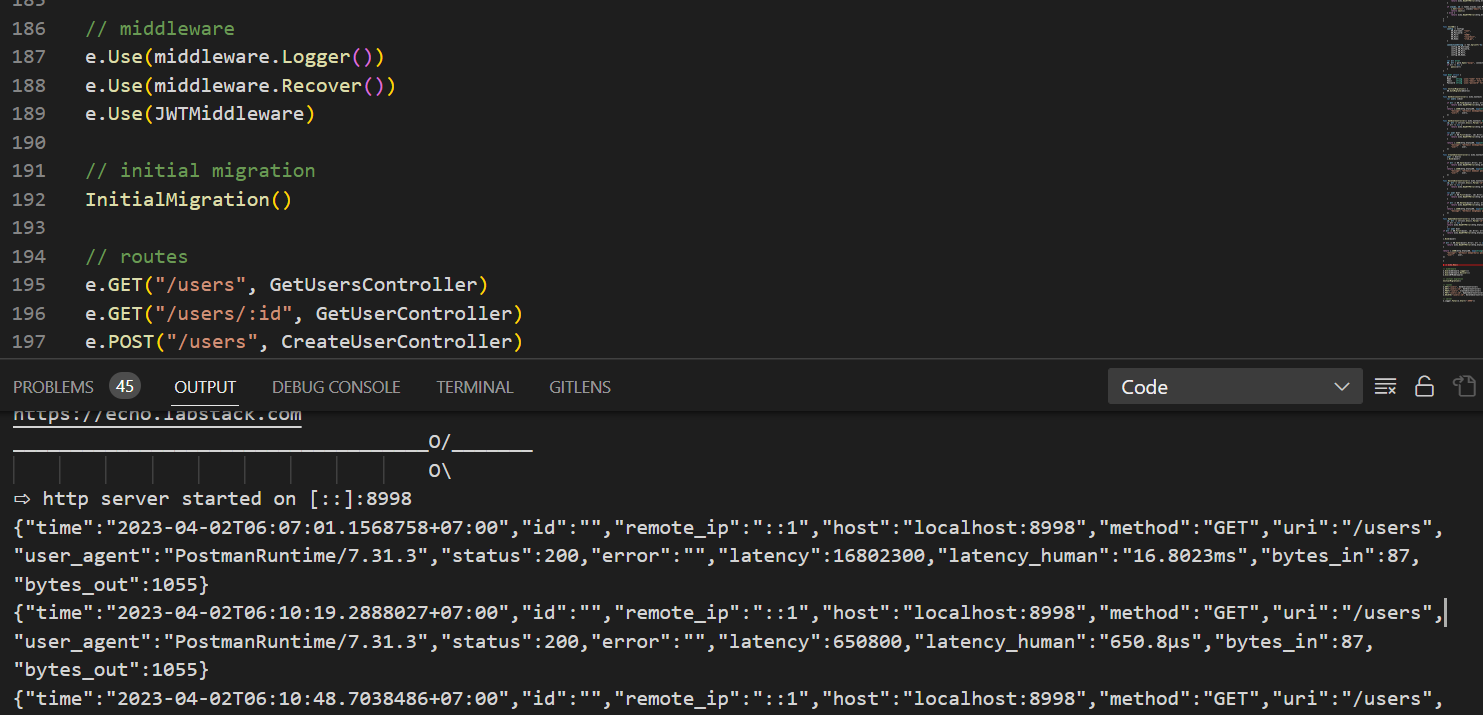 185
186 // middleware
187 e.Use(middleware.Logger())
188 e.Use(middleware.Recover())
189 e.Use(JWTMiddleware)
190
191 // initial migration
192 InitialMigration()
193
194 // routes
195 e.GET("/users", GetUsersController)
196 e.GET("/users/:id", GetUserController)
197 e.POST("/users", CreateUserController)
PROBLEMS 45 OUTPUT DEBUG CONSOLE TERMINAL GITLENS Code
https://echo.labstack.com
____________________________________O/_______
O\
⇨ http server started on [::]:8998
{"time":"2023-04-02T06:07:01.1568758+07:00","id":"","remote_ip":"::1","host":"localhost:8998","method":"GET","uri":"/users",
"user_agent":"PostmanRuntime/7.31.3","status":200,"error":"","latency":16802300,"latency_human":"16.8023ms","bytes_in":87,
"bytes_out":1055}
{"time":"2023-04-02T06:10:19.2888027+07:00","id":"","remote_ip":"::1","host":"localhost:8998","method":"GET","uri":"/users",
"user_agent":"PostmanRuntime/7.31.3","status":200,"error":"","latency":650800,"latency_human":"650.8µs","bytes_in":87,
"bytes_out":1055}
{"time":"2023-04-02T06:10:48.7038486+07:00","id":"","remote_ip":"::1","host":"localhost:8998","method":"GET","uri":"/users",